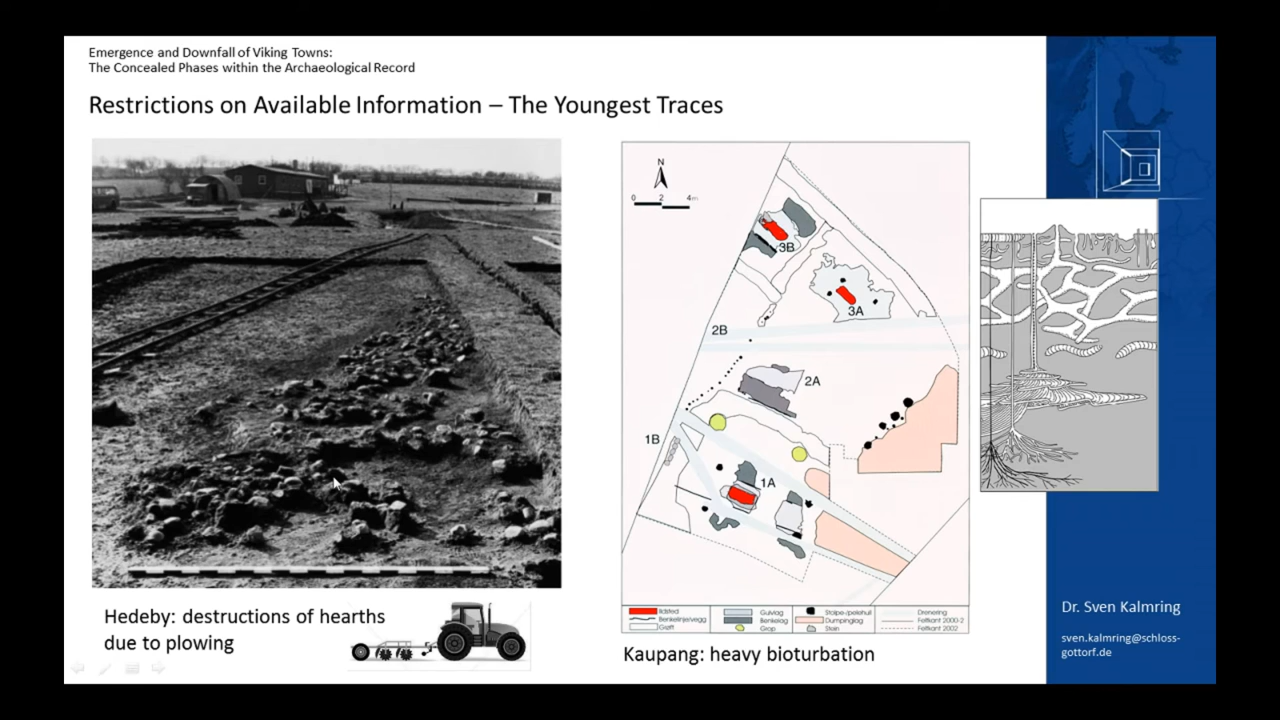 Emergence and Downfall of Viking Towns:
The Concealed Phases within the Archaeological Record
Restrictions on Available Information – The Youngest Traces
N
0 2 4m
3B
3A
2B
2A
1B
1A
Ildsted
Benkelinje/vegg
Grøft
Gulvlag
Benkelag
Grop
Stolpe-/pelehull
Dumpinglag
Stein
Drenering
Feltkant 2000-2
Feltkant 2002
Hedeby: destructions of hearths
due to plowing
Kaupang: heavy bioturbation
Dr. Sven Kalmring
sven.kalmring@schloss-
gottorf.de